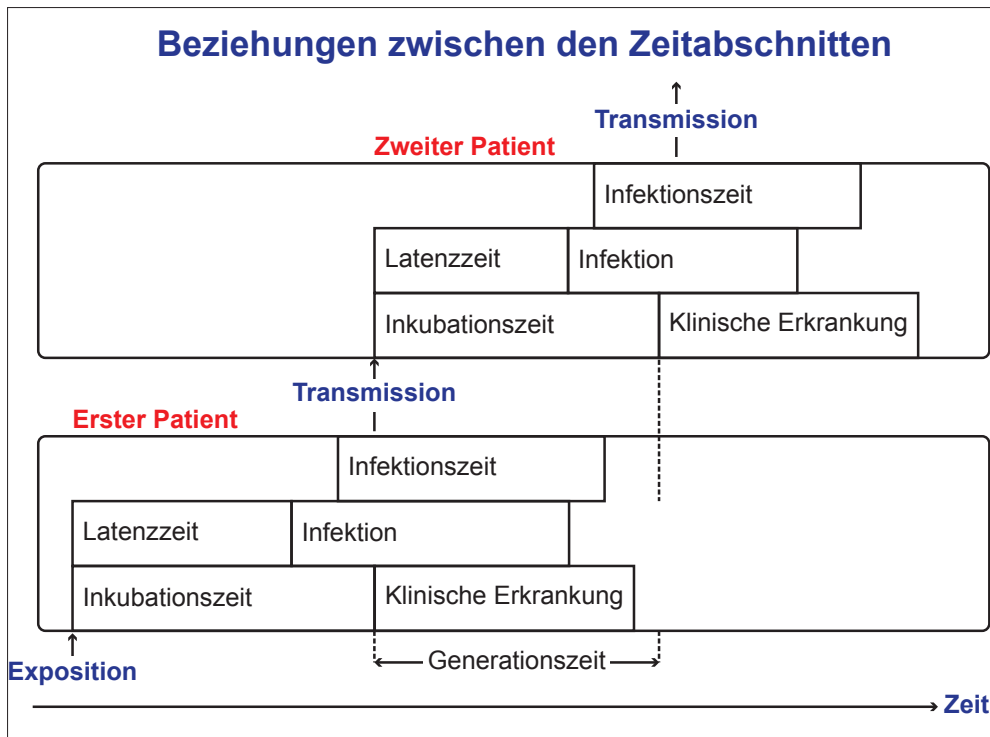 Beziehungen zwischen den Zeitabschnitten
Transmission
Zweiter Patient
Infektionszeit
Latenzzeit
Infektion
Inkubationszeit
Klinische Erkrankung
Transmission
Erster Patient
Infektionszeit
Latenzzeit
Infektion
Inkubationszeit
Klinische Erkrankung
Generationszeit
Exposition
Zeit